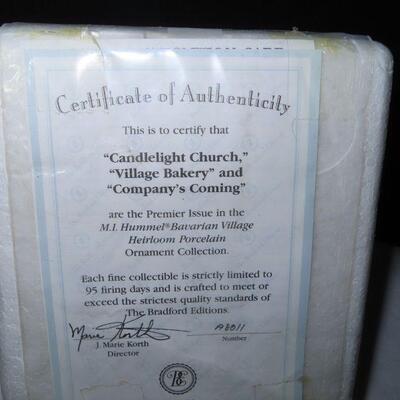 Certificate of Authenticity
This is to certify that
“Candlelight Church,”
“Village Bakery” and
“Company’s Coming”
are the Premier Issue in the
M.I. Hummel® Bavarian Village
Heirloom Porcelain
Ornament Collection.
Each fine collectible is strictly limited to
95 firing days and is crafted to meet or
exceed the strictest quality standards of
The Bradford Editions.
Marie Korth
J. Marie Korth
Director
Number